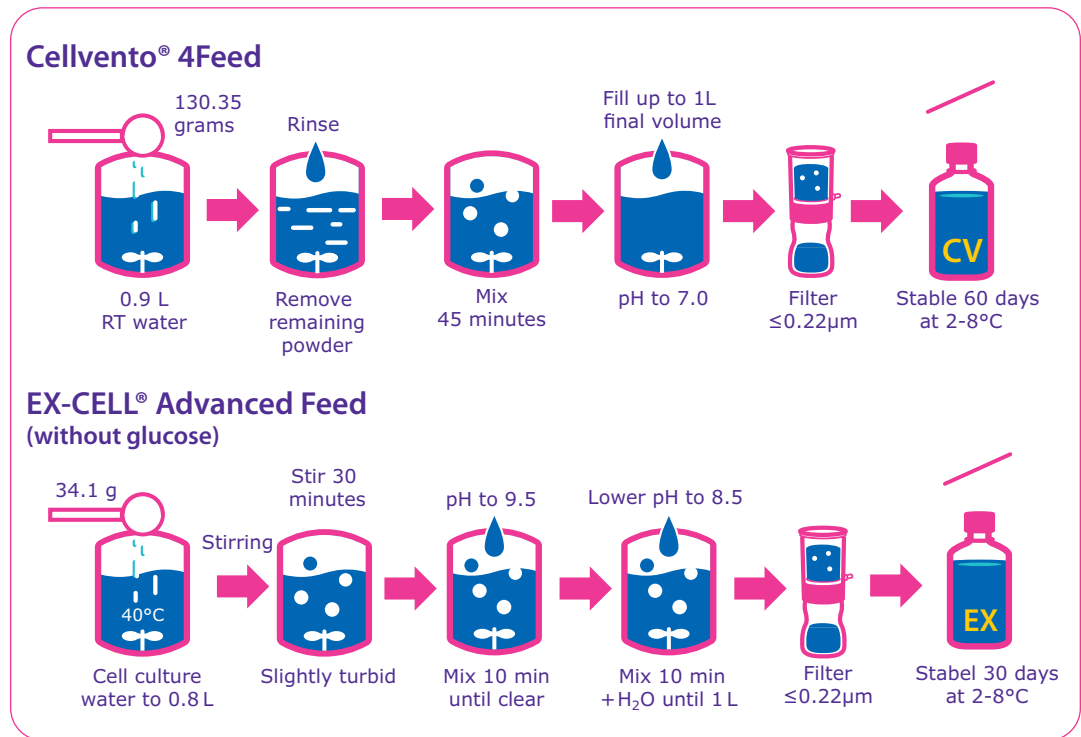 Cellvento® 4Feed
130.35
grams
Rinse
Fill up to 1L
final volume
CV
0.9 L
RT water
Remove
remaining
powder
Mix
45 minutes
pH to 7.0
Filter
≤0.22µm
Stable 60 days
at 2-8°C
EX-CELL® Advanced Feed
(without glucose)
34.1 g
Stirring
Stir 30
minutes
pH to 9.5
Lower pH to 8.5
40°C
EX
Cell culture
water to 0.8 L
Slightly turbid
Mix 10 min
until clear
Mix 10 min
+H₂O until 1 L
Filter
≤0.22µm
Stabel 30 days
at 2-8°C